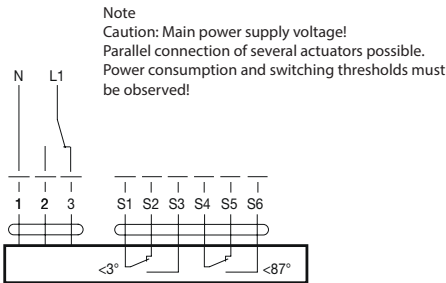 Note
Caution: Main power supply voltage!
Parallel connection of several actuators possible.
Power consumption and switching thresholds must
be observed!
N L1
1 2 3 S1 S2 S3 S4 S5 S6
<3° <87°